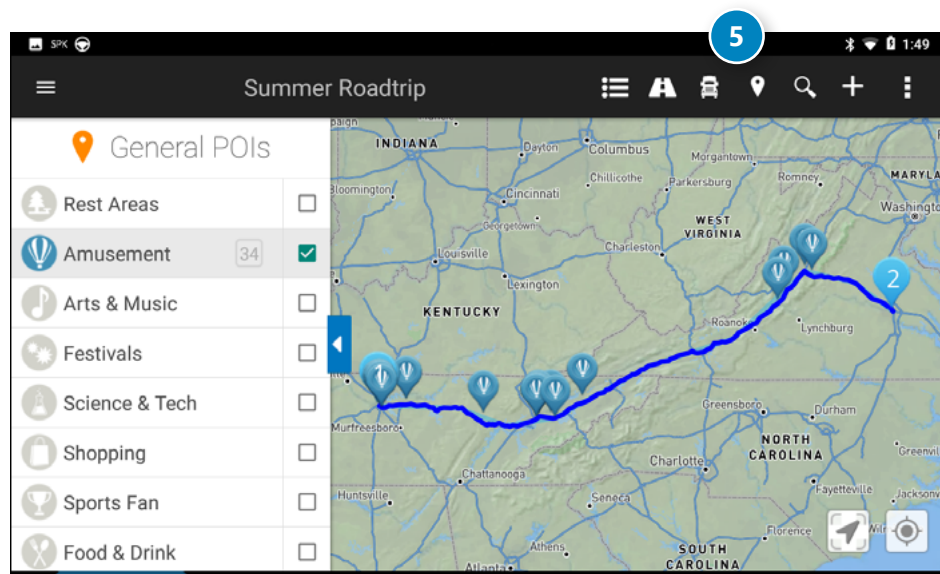 5
SPK 1:49
Summer Roadtrip
General POIs
Rest Areas
Amusement 34
Arts & Music
Festivals
Science & Tech
Shopping
Sports Fan
Food & Drink
paign
INDIANA
Dayton
Columbus
Morgantown
Bloomington
Chillicothe
Parkersburg
Romney
MARYLA
Cincinnati
Washingto
Georgetown
WEST
VIRGINIA
Louisville
Charleston
Lexington
2
KENTUCKY
Roanoke
Lynchburg
1
Murfreesboro
Greensboro
Durham
NORTH
CAROLINA
Greenvil
Charlotte
Chattanooga
Huntsville
Seneca
Fayetteville
Jacksonv
Florence
Wilr
Athens
SOUTH
CAROLINA
Atlanta